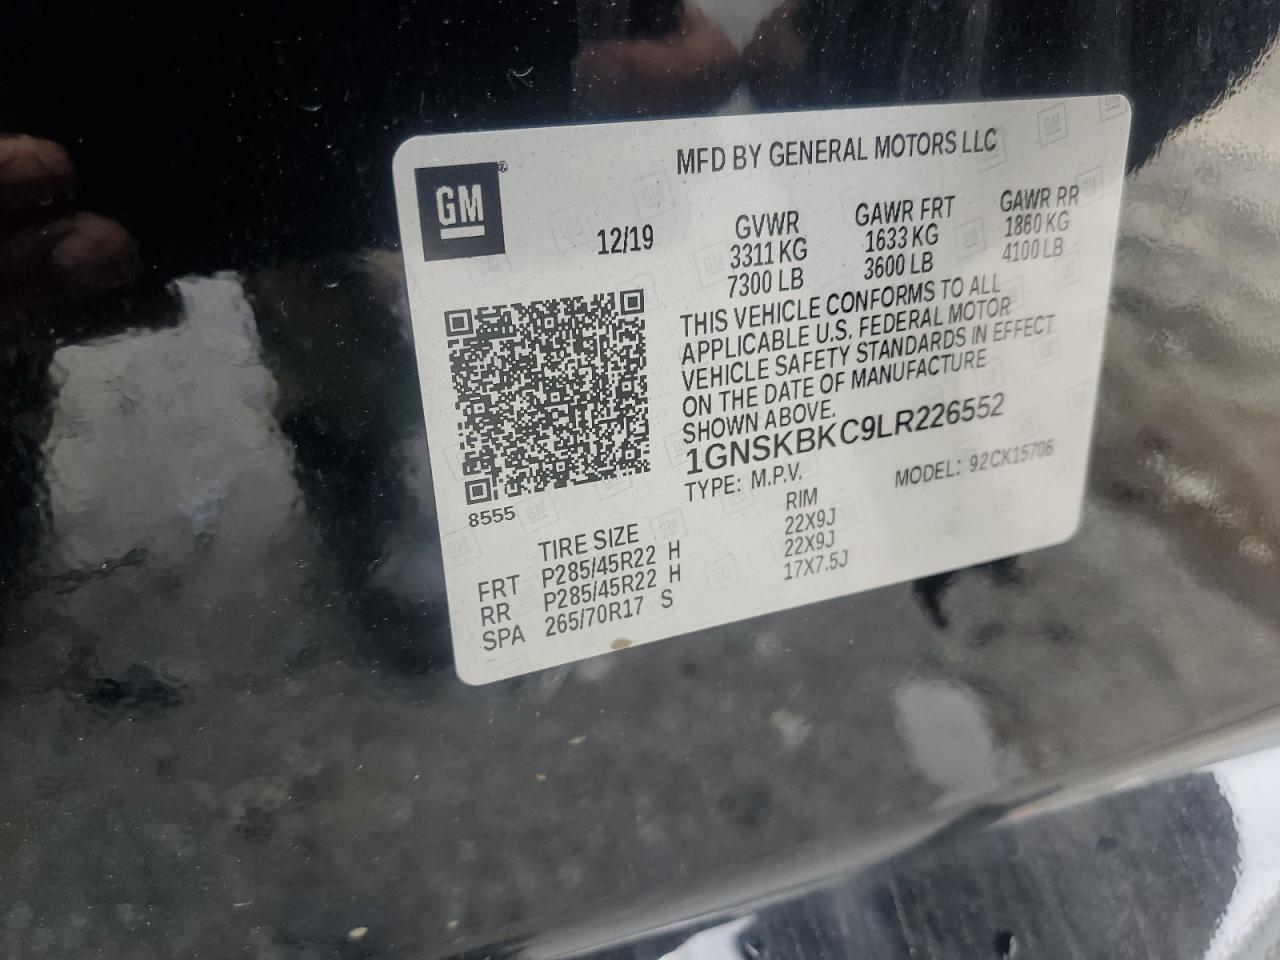 MFD BY GENERAL MOTORS LLC
GM
12/19
GVWR GAWR FRT GAWR RR
3311 KG 1633 KG 1860 KG
7300 LB 3600 LB 4100 LB
THIS VEHICLE CONFORMS TO ALL
APPLICABLE U.S. FEDERAL MOTOR
VEHICLE SAFETY STANDARDS IN EFFECT
ON THE DATE OF MANUFACTURE
SHOWN ABOVE.
1GNSKBKC9LR226552
TYPE: M.P.V. MODEL: 92CK15706
8555
TIRE SIZE RIM
FRT P285/45R22 H 22X9J
RR P285/45R22 H 22X9J
SPA 265/70R17 S 17X7.5J